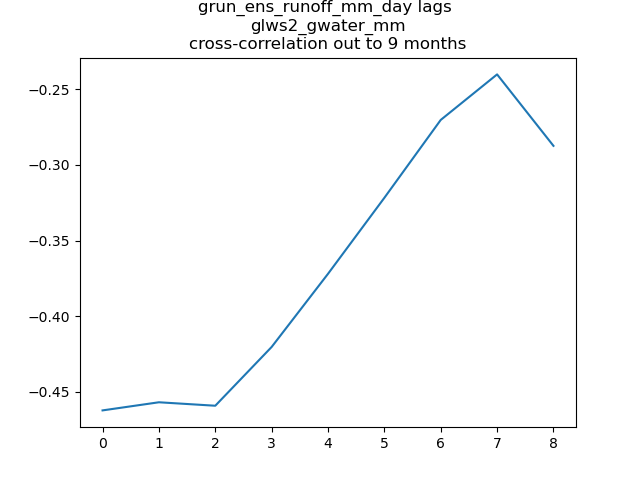 grun_ens_runoff_mm_day lags
glws2_gwater_mm
cross-correlation out to 9 months
−0.25
−0.30
−0.35
−0.40
−0.45
0 1 2 3 4 5 6 7 8